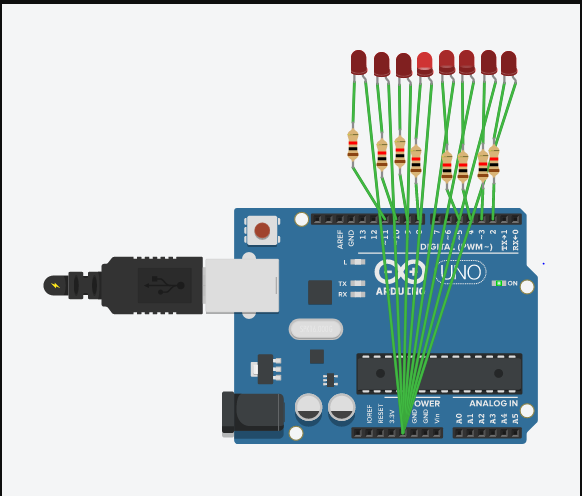 AREF
GND
13
12
~11
~10
8
7
~6
~5
4
~3
2
TX→1
RX←0
DIGITAL (PWM~)
L
TX
RX
ARDUINO
UNO
ON
POWER
ANALOG IN
IOREF
RESET
3.3V
GND
GND
Vin
A0
A1
A2
A3
A4
A5